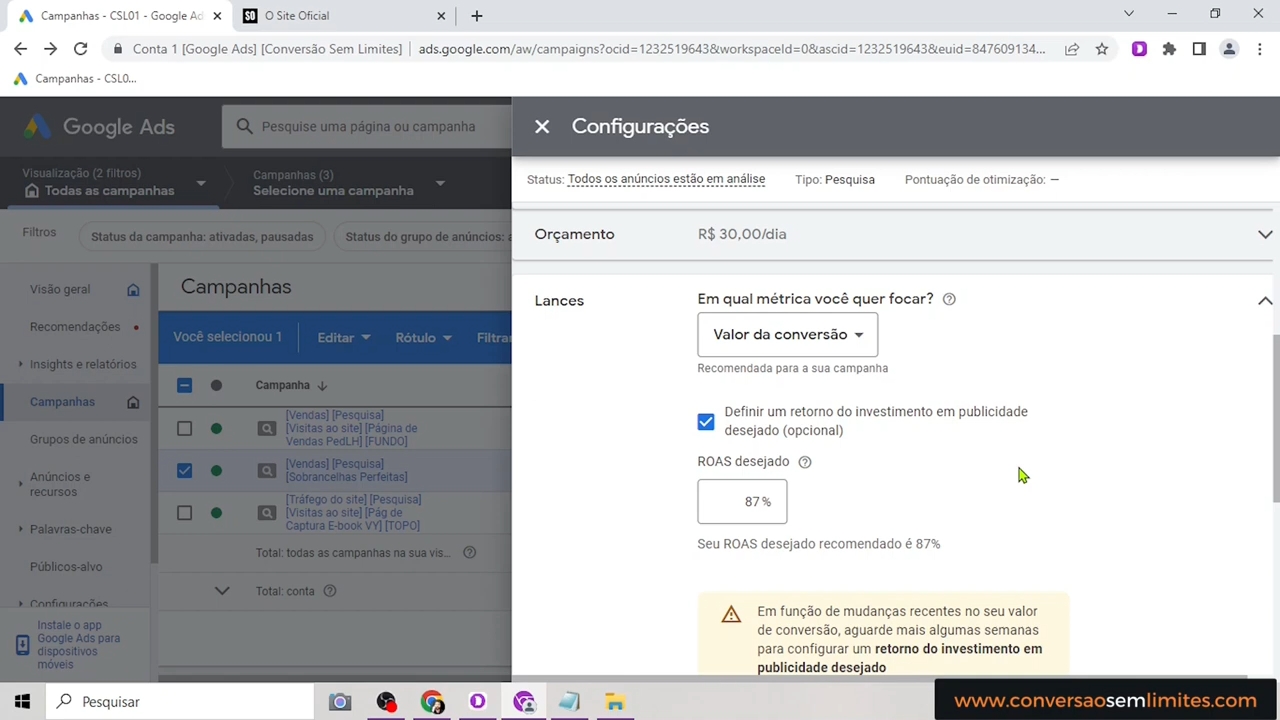 Campanhas - CSL01 - Google Ad
O Site Oficial
Conta 1 [Google Ads] [Conversão Sem Limites]
ads.google.com/aw/campaigns?ocid=1232519643&workspaceId=0&ascid=1232519643&euid=847609134...
Campanhas - CSL0...
Google Ads
Pesquise uma página ou campanha
Configurações
Visualização (2 filtros)
Todas as campanhas
Campanhas (3)
Selecione uma campanha
Status: Todos os anúncios estão em análise
Tipo: Pesquisa
Pontuação de otimização: —
Filtros
Status da campanha: ativadas, pausadas
Status do grupo de anúncios: a
Orçamento
R$ 30,00/dia
Visão geral
Recomendações
Insights e relatórios
Campanhas
Grupos de anúncios
Anúncios e
recursos
Palavras-chave
Públicos-alvo
Configurações
Instale o app
Google Ads para
dispositivos
móveis
Campanhas
Você selecionou 1
Editar
Rótulo
Filtrar
Campanha
[Vendas] [Pesquisa]
[Visitas ao site] [Página de
Vendas PedLH] [FUNDO]
[Vendas] [Pesquisa]
[Sobrancelhas Perfeitas]
[Tráfego do site] [Pesquisa]
[Visitas ao site] [Pág de
Captura E-book VY] [TOPO]
Total: todas as campanhas na sua vis...
Total: conta
Lances
Em qual métrica você quer focar?
Valor da conversão
Recomendada para a sua campanha
Definir um retorno do investimento em publicidade
desejado (opcional)
ROAS desejado
87 %
Seu ROAS desejado recomendado é 87%
Em função de mudanças recentes no seu valor
de conversão, aguarde mais algumas semanas
para configurar um retorno do investimento em
publicidade desejado
Pesquisar
www.conversaosemlimites.com